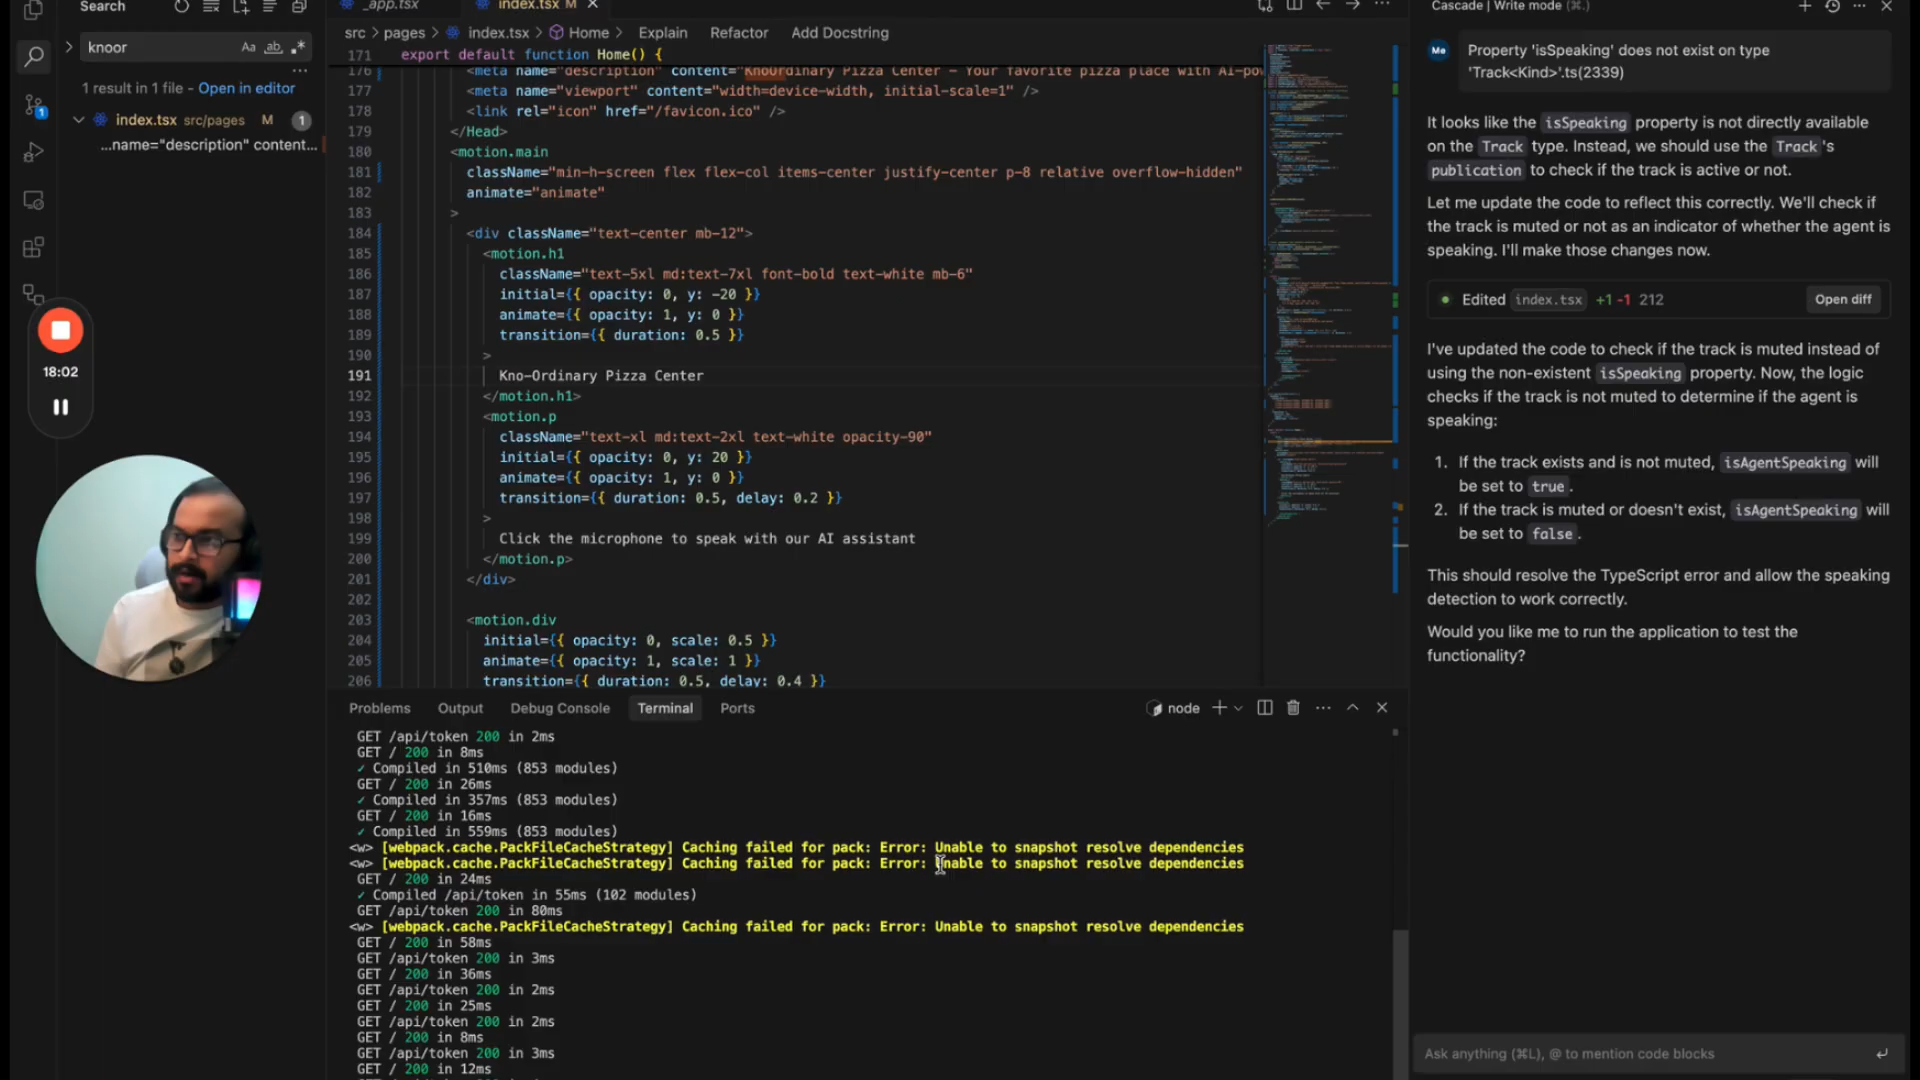 Search
knoor
Aa
ab
1 result in 1 file - Open in editor
index.tsx src/pages M 1
...name="description" content...
18:02
_app.tsx
index.tsx M
src > pages > index.tsx > Home > Explain Refactor Add Docstring
171 export default function Home() {
176 <meta name="description" content="KnoOrdinary Pizza Center – Your favorite pizza place with AI-pow
177 <meta name="viewport" content="width=device-width, initial-scale=1" />
178 <link rel="icon" href="/favicon.ico" />
179 </Head>
180 <motion.main
181 className="min-h-screen flex flex-col items-center justify-center p-8 relative overflow-hidden"
182 animate="animate"
183 >
184 <div className="text-center mb-12">
185 <motion.h1
186 className="text-5xl md:text-7xl font-bold text-white mb-6"
187 initial={{ opacity: 0, y: -20 }}
188 animate={{ opacity: 1, y: 0 }}
189 transition={{ duration: 0.5 }}
190 >
191 Kno-Ordinary Pizza Center
192 </motion.h1>
193 <motion.p
194 className="text-xl md:text-2xl text-white opacity-90"
195 initial={{ opacity: 0, y: 20 }}
196 animate={{ opacity: 1, y: 0 }}
197 transition={{ duration: 0.5, delay: 0.2 }}
198 >
199 Click the microphone to speak with our AI assistant
200 </motion.p>
201 </div>
202
203 <motion.div
204 initial={{ opacity: 0, scale: 0.5 }}
205 animate={{ opacity: 1, scale: 1 }}
206 transition={{ duration: 0.5, delay: 0.4 }}
Problems Output Debug Console Terminal Ports
node
GET /api/token 200 in 2ms
GET / 200 in 8ms
✓ Compiled in 510ms (853 modules)
GET / 200 in 26ms
✓ Compiled in 357ms (853 modules)
GET / 200 in 16ms
✓ Compiled in 559ms (853 modules)
<w> [webpack.cache.PackFileCacheStrategy] Caching failed for pack: Error: Unable to snapshot resolve dependencies
<w> [webpack.cache.PackFileCacheStrategy] Caching failed for pack: Error: Unable to snapshot resolve dependencies
GET / 200 in 24ms
✓ Compiled /api/token in 55ms (102 modules)
GET /api/token 200 in 80ms
<w> [webpack.cache.PackFileCacheStrategy] Caching failed for pack: Error: Unable to snapshot resolve dependencies
GET / 200 in 58ms
GET /api/token 200 in 3ms
GET / 200 in 36ms
GET /api/token 200 in 2ms
GET / 200 in 25ms
GET /api/token 200 in 2ms
GET / 200 in 8ms
GET /api/token 200 in 3ms
GET / 200 in 12ms
Cascade | Write mode (⌘.)
Me
Property 'isSpeaking' does not exist on type
'Track<Kind>'.ts(2339)
It looks like the isSpeaking property is not directly available
on the Track type. Instead, we should use the Track's
publication to check if the track is active or not.
Let me update the code to reflect this correctly. We'll check if
the track is muted or not as an indicator of whether the agent is
speaking. I'll make those changes now.
Edited index.tsx +1 -1 212 Open diff
I've updated the code to check if the track is muted instead of
using the non-existent isSpeaking property. Now, the logic
checks if the track is not muted to determine if the agent is
speaking:
1. If the track exists and is not muted, isAgentSpeaking will
be set to true.
2. If the track is muted or doesn't exist, isAgentSpeaking will
be set to false.
This should resolve the TypeScript error and allow the speaking
detection to work correctly.
Would you like me to run the application to test the
functionality?
Ask anything (⌘L), @ to mention code blocks